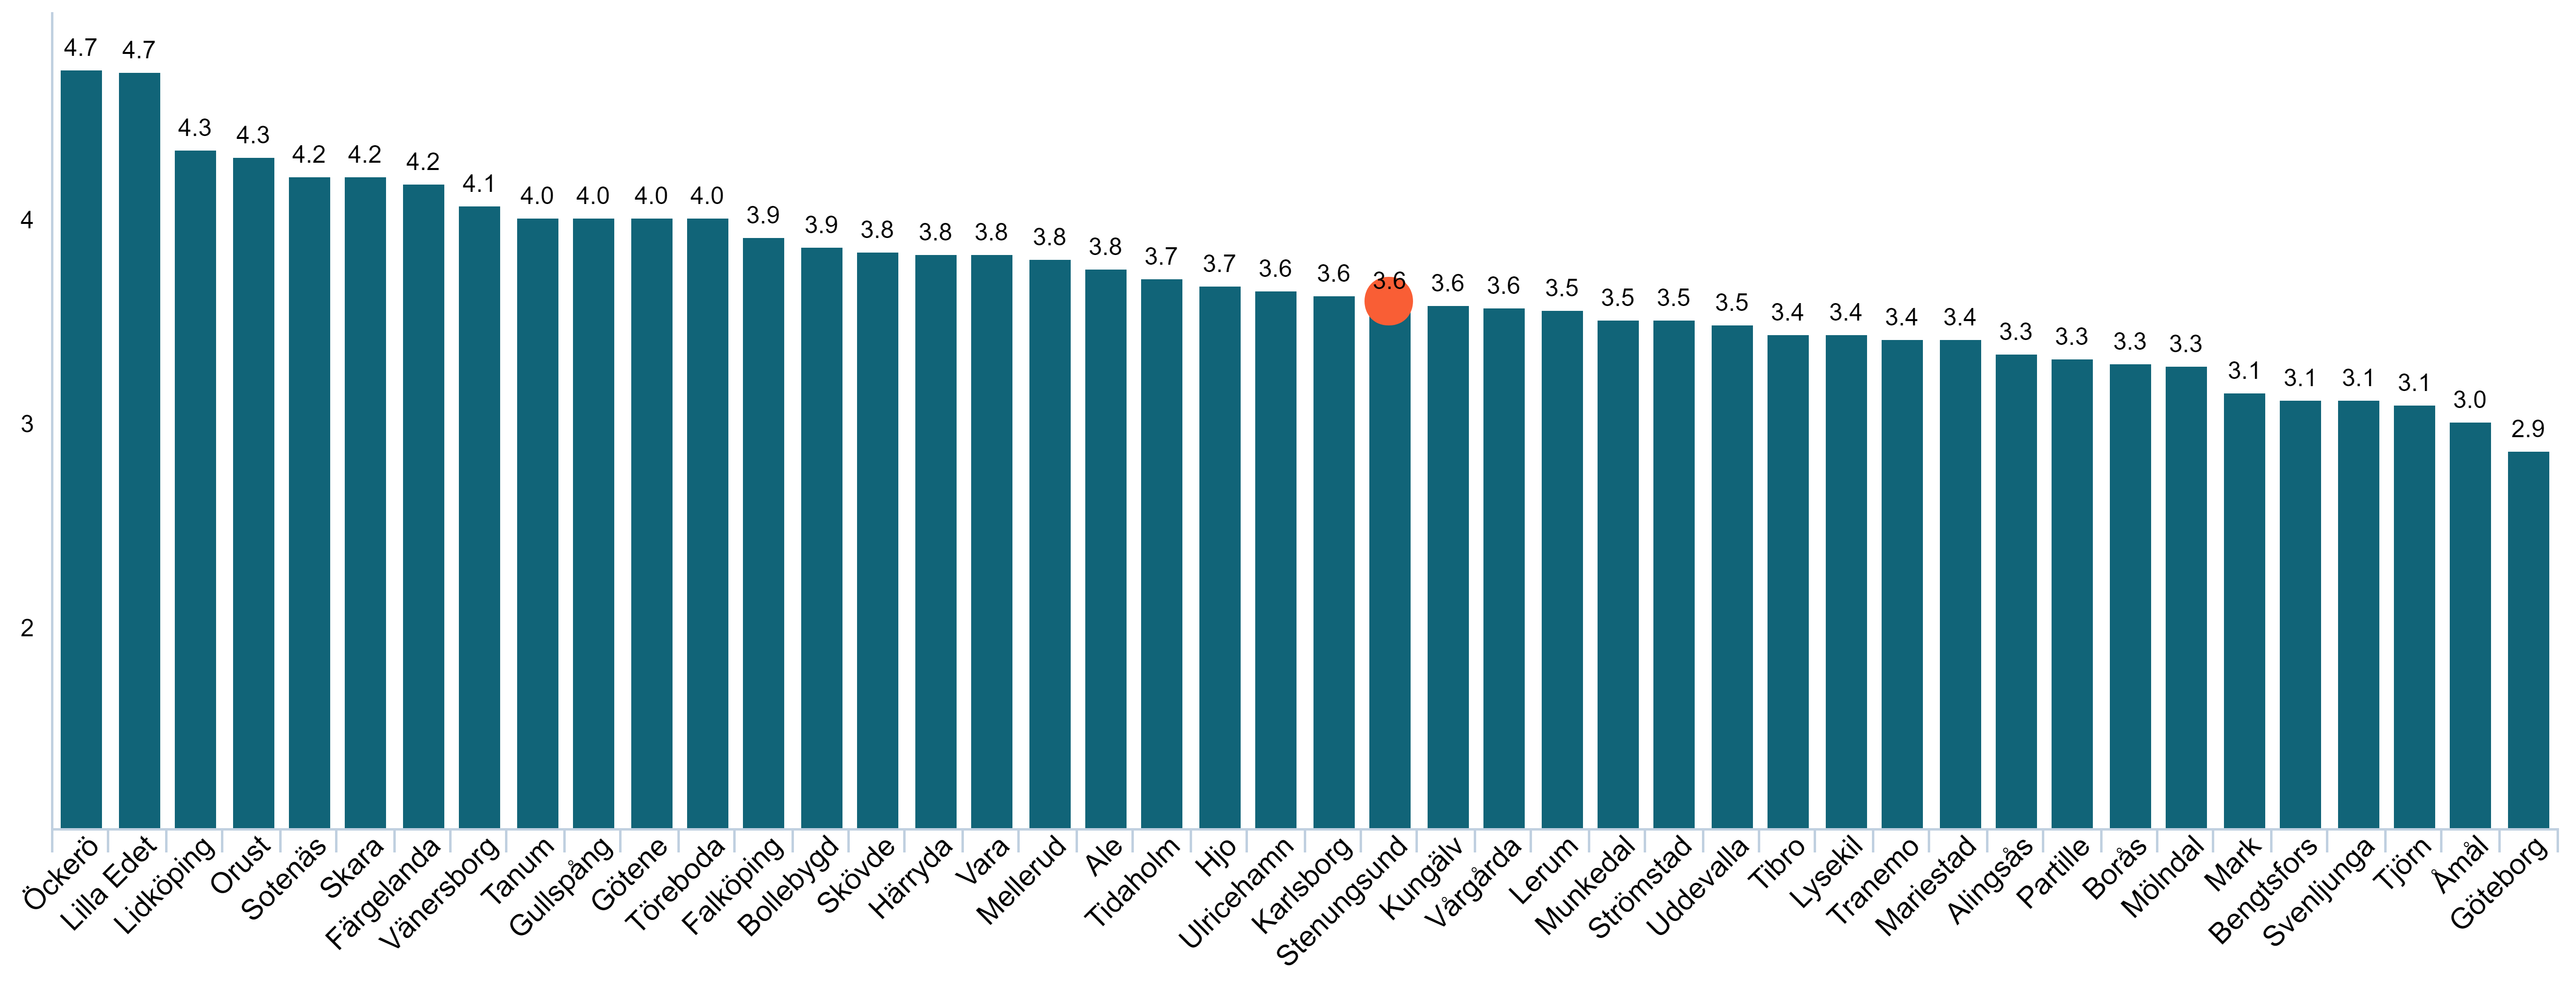 4.7 4.7 4.3 4.3 4.2 4.2 4.2 4.1 4.0 4.0 4.0 4.0 3.9 3.9 3.8 3.8 3.8 3.8 3.8 3.7 3.7 3.6 3.6 3.6 3.6 3.6 3.5 3.5 3.5 3.5 3.4 3.4 3.4 3.4 3.3 3.3 3.3 3.3 3.1 3.1 3.1 3.1 3.0 2.9
4
3
2
Öckerö Lilla Edet Lidköping Orust Sotenäs Skara Färgelanda Vänersborg Tanum Gullspång Götene Töreboda Falköping Bollebygd Skövde Härryda Vara Mellerud Ale Tidaholm Hjo Ulricehamn Karlsborg Stenungsund Kungälv Vårgårda Lerum Munkedal Strömstad Uddevalla Tibro Lysekil Tranemo Mariestad Alingsås Partille Borås Mölndal Mark Bengtsfors Svenljunga Tjörn Åmål Göteborg